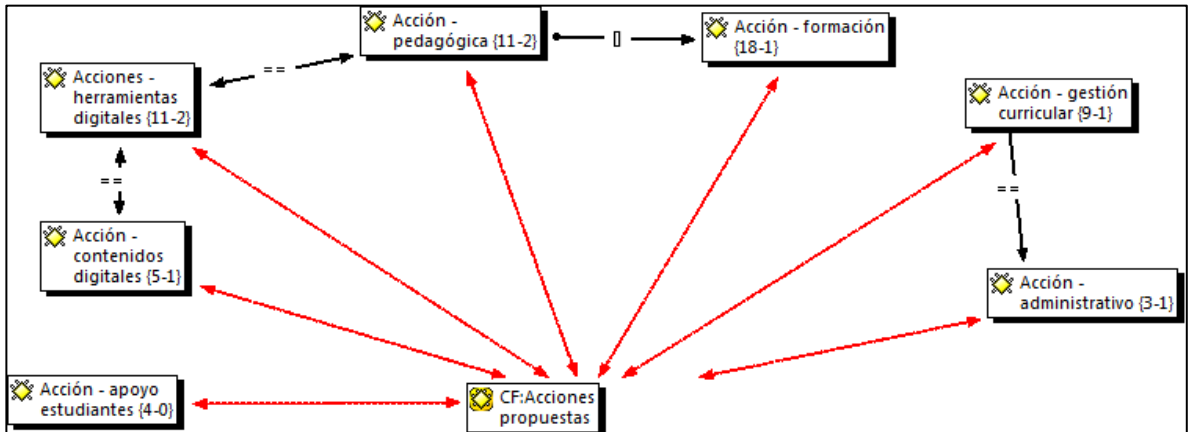 Acción -
pedagógica {11-2}
[]
Acción - formación
{18-1}
==
Acciones -
herramientas
digitales {11-2}
Acción - gestión
curricular {9-1}
==
==
Acción -
contenidos
digitales {5-1}
Acción -
administrativo {3-1}
Acción - apoyo
estudiantes {4-0}
CF:Acciones
propuestas